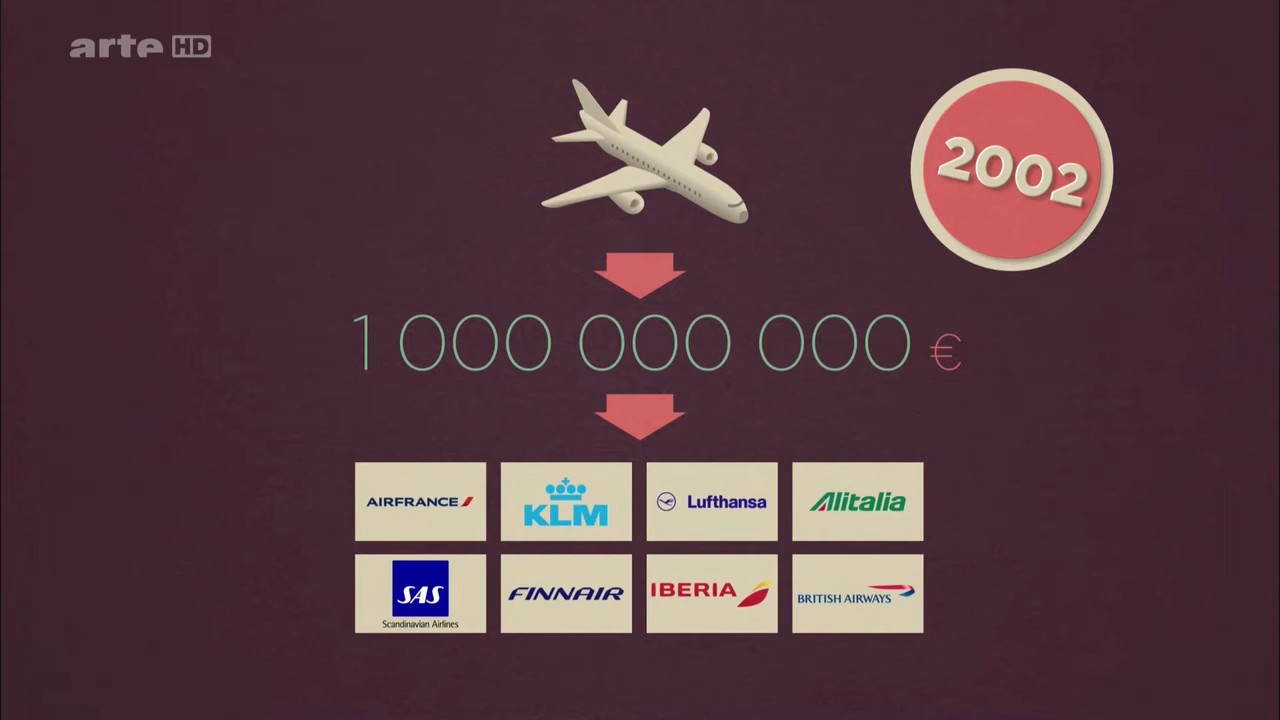 arte HD
2002
1 000 000 000 €
AIRFRANCE
KLM
Lufthansa
Alitalia
SAS
Scandinavian Airlines
FINNAIR
IBERIA
BRITISH AIRWAYS